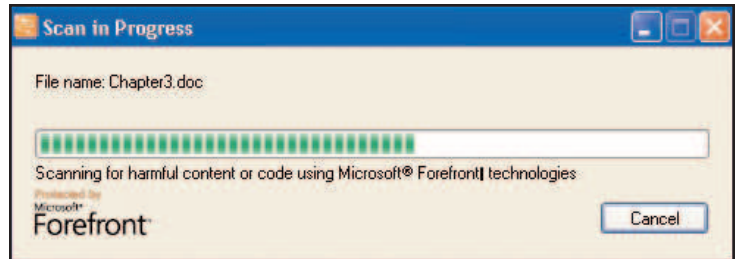 Scan in Progress
File name: Chapter3.doc
Scanning for harmful content or code using Microsoft® Forefront technologies
Protected by
Microsoft®
Forefront
Cancel